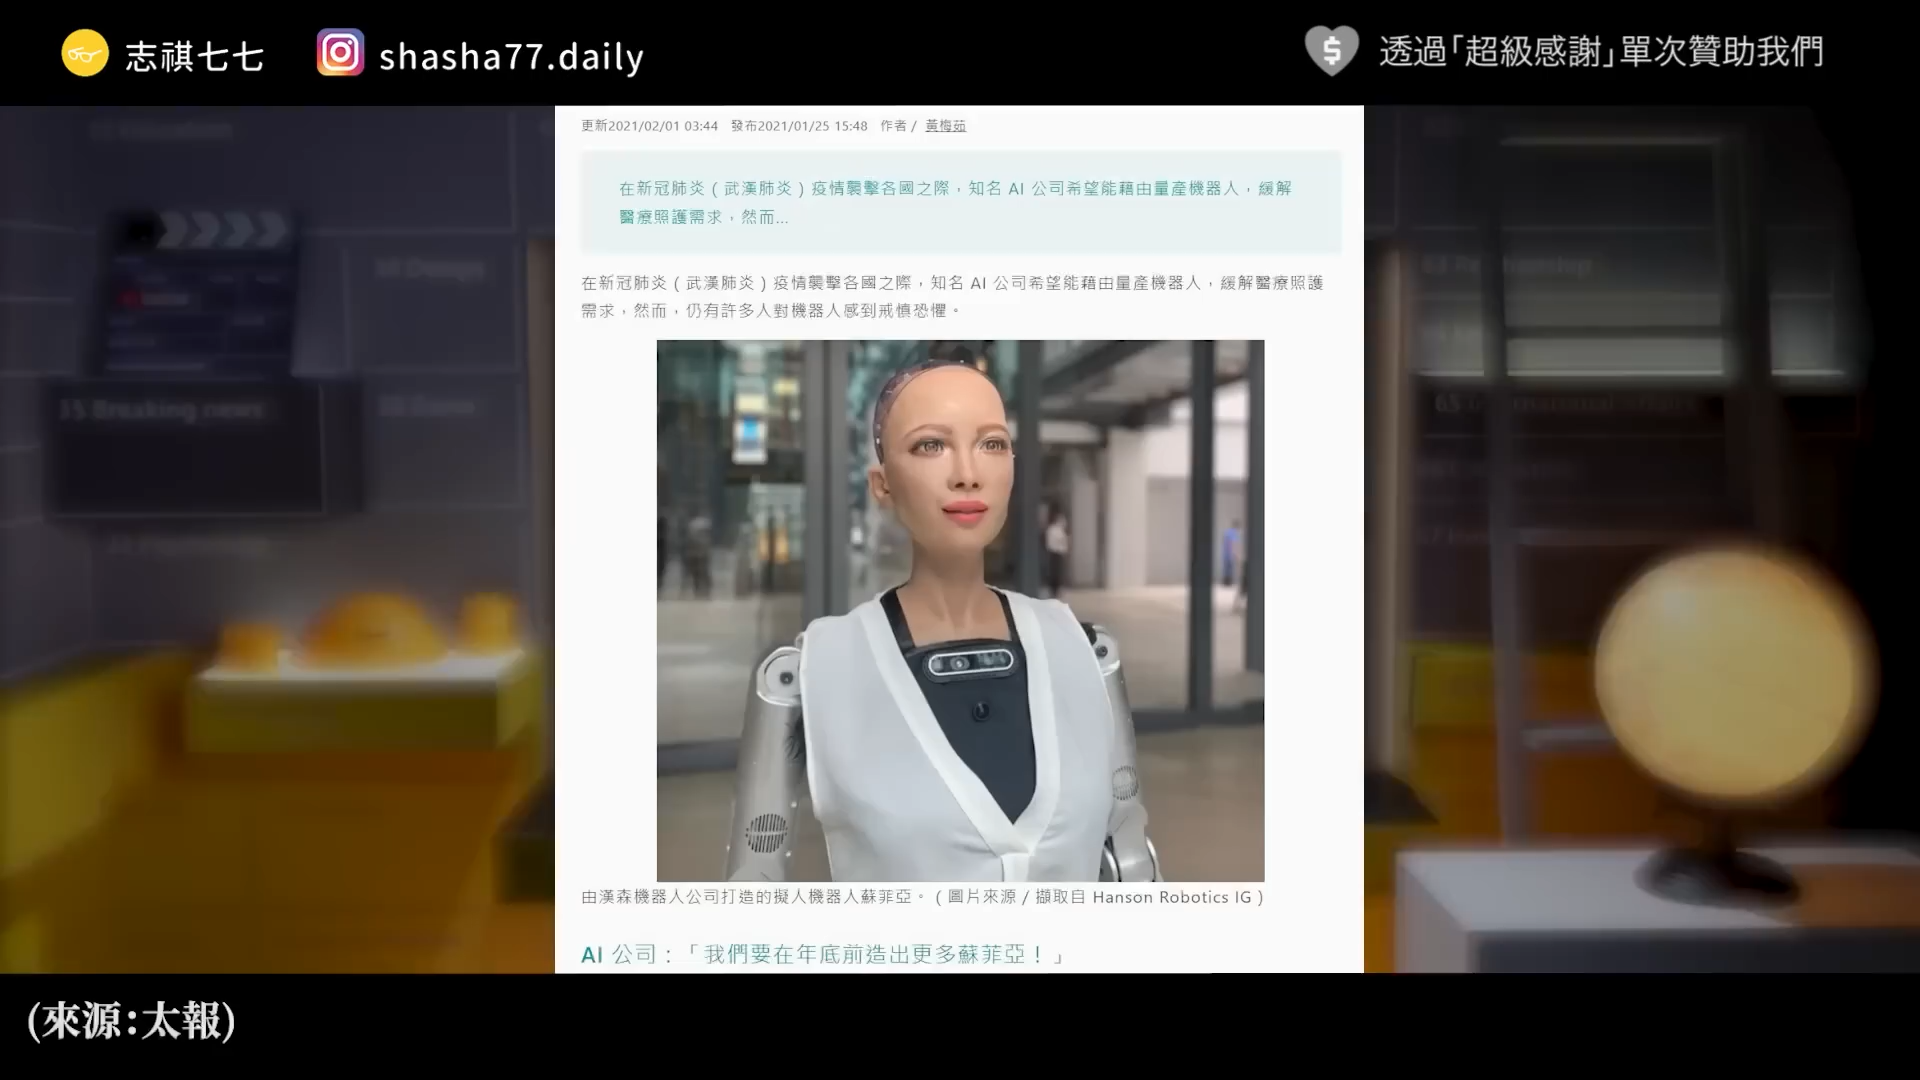 志祺七七
shasha77.daily
透過「超級感謝」單次贊助我們
更新2021/02/01 03:44 發布2021/01/25 15:48 作者 / 黃梅茹
在新冠肺炎（武漢肺炎）疫情襲擊各國之際，知名 AI 公司希望能藉由量產機器人，緩解
醫療照護需求，然而...
在新冠肺炎（武漢肺炎）疫情襲擊各國之際，知名 AI 公司希望能藉由量產機器人，緩解醫療照護
需求，然而，仍有許多人對機器人感到戒慎恐懼。
由漢森機器人公司打造的擬人機器人蘇菲亞。（圖片來源 / 擷取自 Hanson Robotics IG）
AI 公司：「我們要在年底前造出更多蘇菲亞！」
15 Breaking news
(來源：太報)